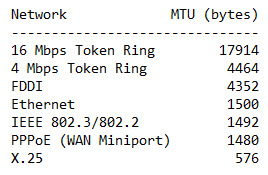 Network MTU (bytes)
-------------------------------
16 Mbps Token Ring 17914
4 Mbps Token Ring 4464
FDDI 4352
Ethernet 1500
IEEE 802.3/802.2 1492
PPPoE (WAN Miniport) 1480
X.25 576